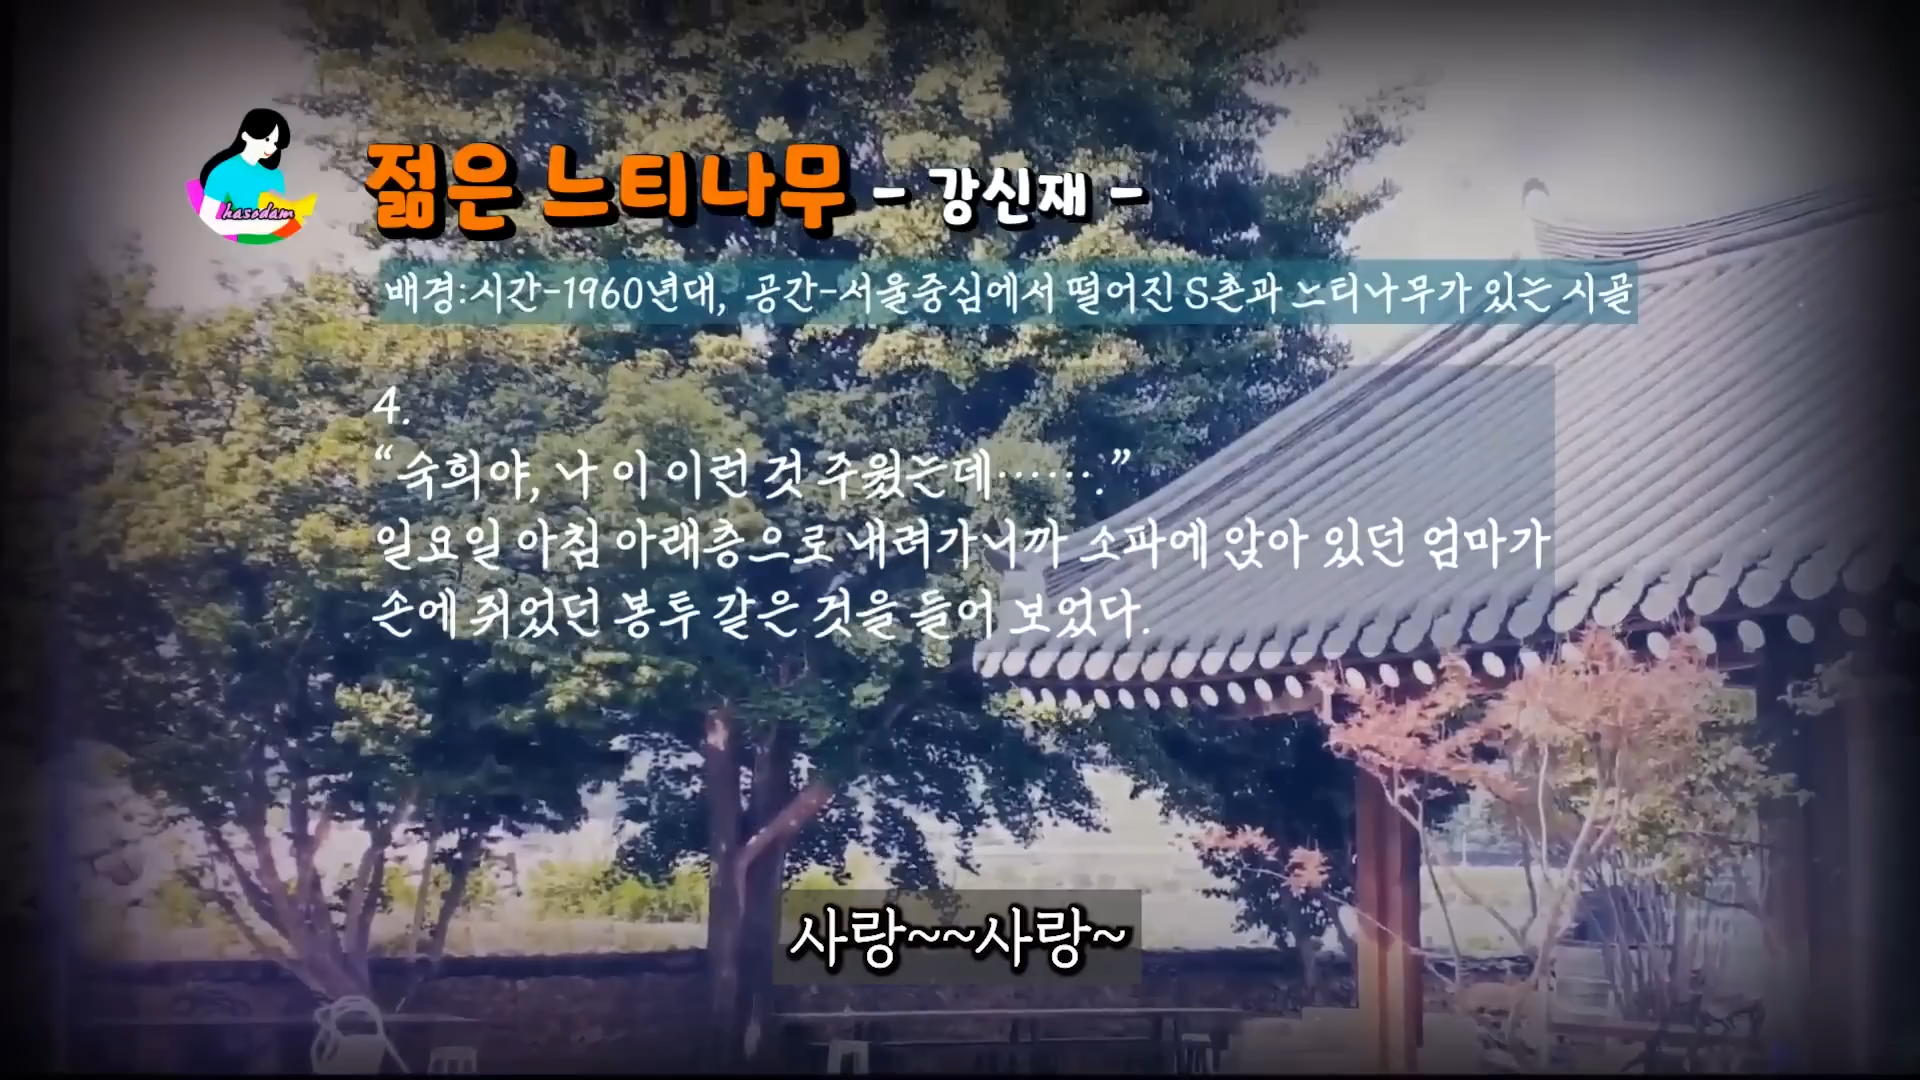 hasodam
젊은 느티나무 - 강신재 -
배경:시간-1960년대, 공간-서울중심에서 떨어진 S촌과 느티나무가 있는 시골
4.
“숙희야, 나 이 이런 것 주웠는데…….”
일요일 아침 아래층으로 내려가니까 소파에 앉아 있던 엄마가
손에 쥐었던 봉투 같은 것을 들어 보였다.
사랑~~사랑~